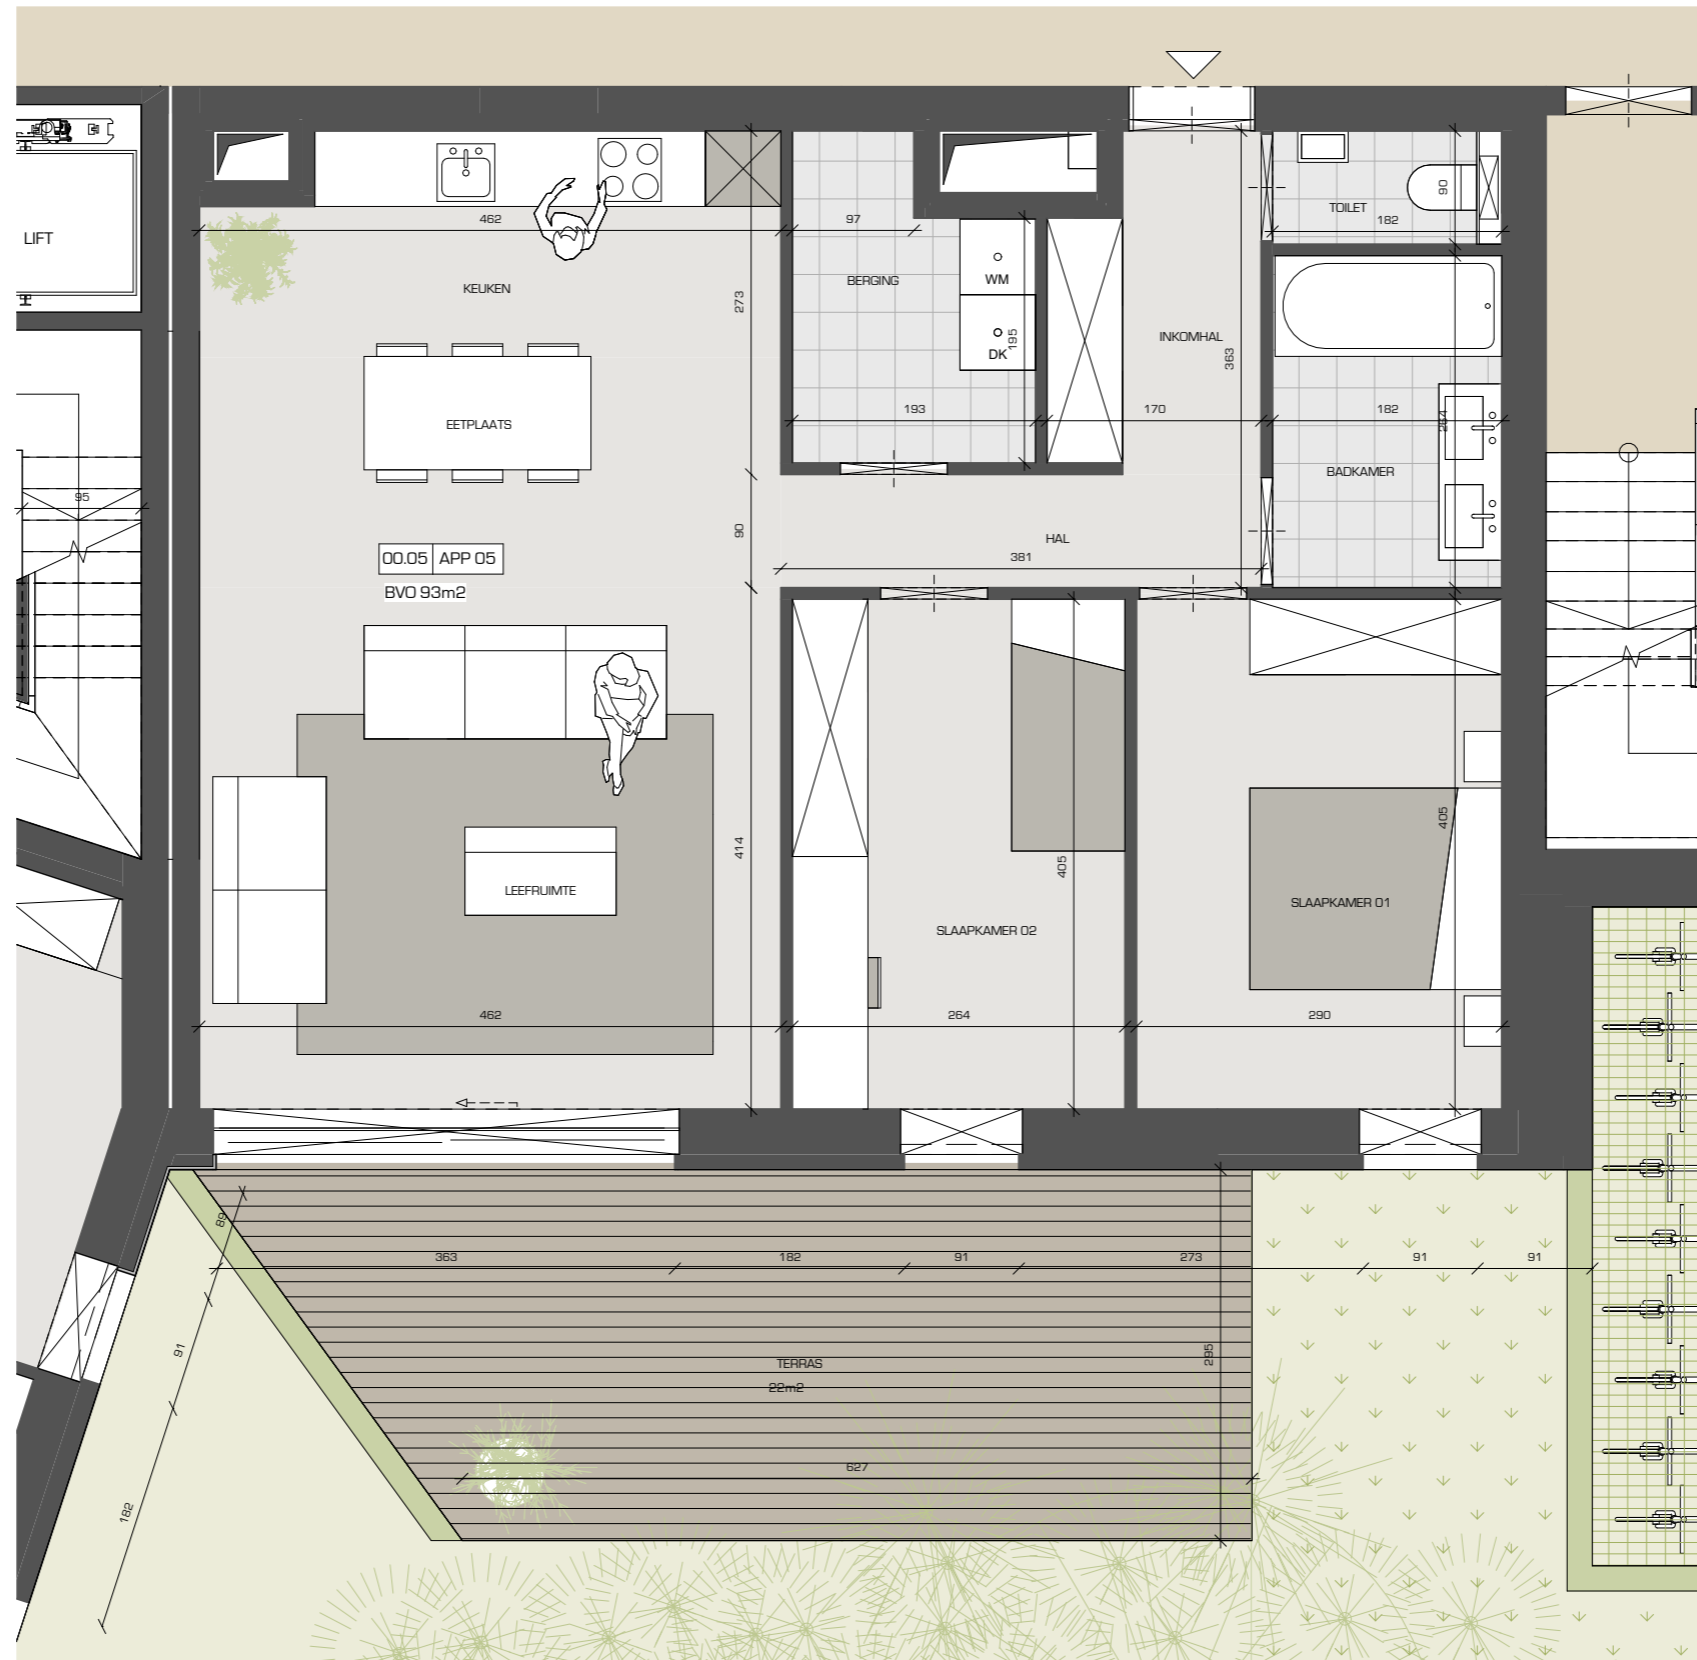 LIFT
462
97
TOILET
90
182
KEUKEN
273
BERGING
WM
DK
195
INKOMHAL
363
EETPLAATS
193
170
182
264
BADKAMER
95
90
HAL
381
00.05 APP 05
BVO 93m2
414
405
405
LEEFRUIMTE
SLAAPKAMER 02
SLAAPKAMER 01
462
264
290
89
363
182
91
273
91
91
91
295
TERRAS
22m2
627
182